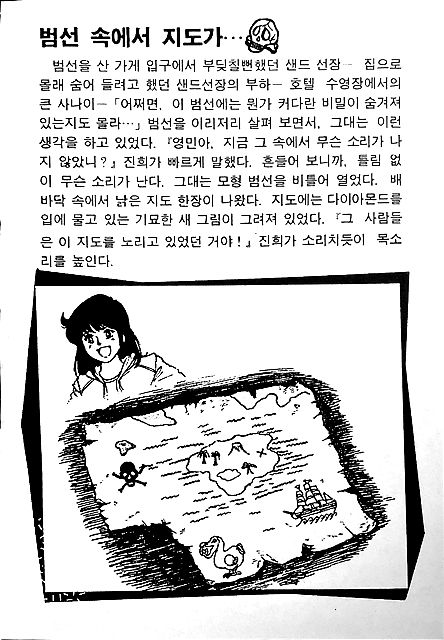 범선 속에서 지도가…
범선을 산 가게 입구에서 부딪칠뻔했던 샌드 선장— 집으로
몰래 숨어 들려고 했던 샌드선장의 부하— 호텔 수영장에서의
큰 사나이—「어쩌면, 이 범선에는 뭔가 커다란 비밀이 숨겨져
있는지도 몰라…」범선을 이리저리 살펴 보면서, 그대는 이런
생각을 하고 있었다. 『영민아, 지금 그 속에서 무슨 소리가 나
지 않았니?』진희가 빠르게 말했다. 흔들어 보니까, 틀림 없
이 무슨 소리가 난다. 그대는 모형 범선을 비틀어 열었다. 배
바닥 속에서 낡은 지도 한장이 나왔다. 지도에는 다이아몬드를
입에 물고 있는 기묘한 새 그림이 그려져 있었다. 『그 사람들
은 이 지도를 노리고 있었던 거야!』진희가 소리치듯이 목소
리를 높인다.